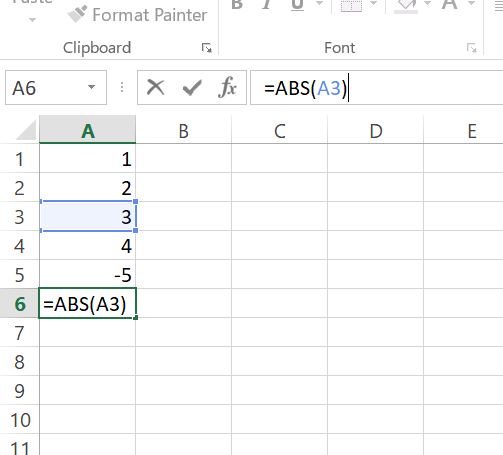 Paste
Format Painter
B I U A
Clipboard
Font
A6
fx
=ABS(A3)
A B C D E
1 1
2 2
3 3
4 4
5 -5
6 =ABS(A3)
7
8
9
10
11